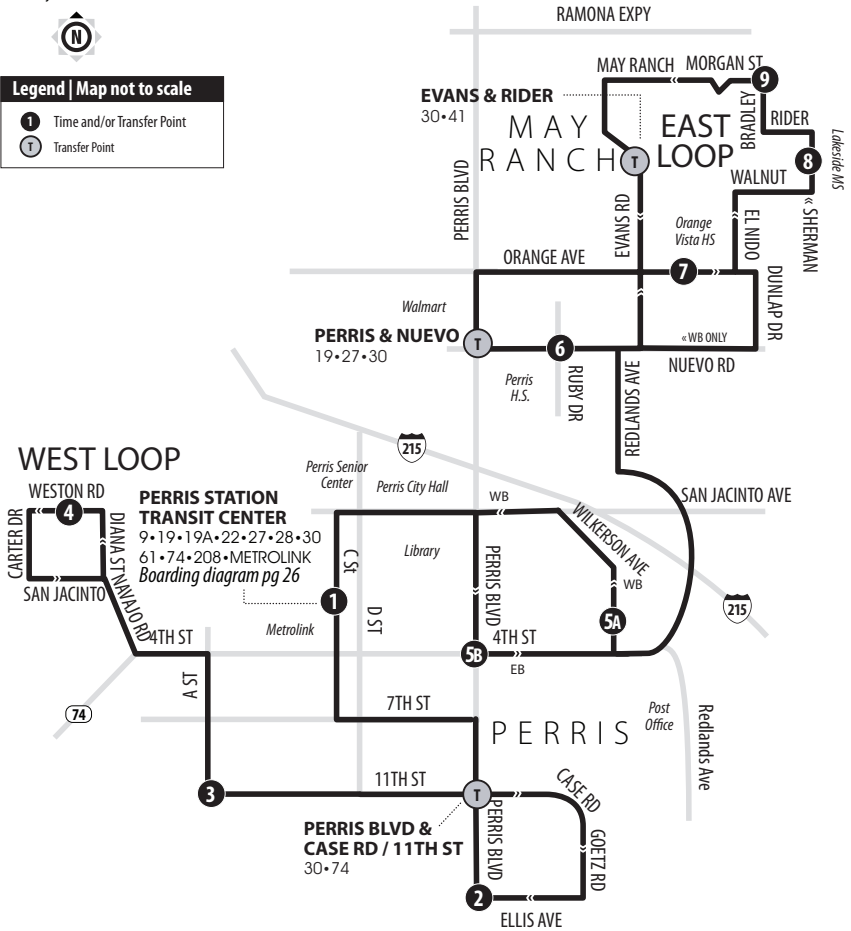 RAMONA EXPY
N
Legend | Map not to scale
1 Time and/or Transfer Point
T Transfer Point
MAY RANCH
MORGAN ST
9
EVANS & RIDER
30•41
MAY
RANCH
T
EAST
LOOP
BRADLEY
RIDER
8
Lakeside MS
WALNUT
« SHERMAN
PERRIS BLVD
EVANS RD
Orange
Vista HS
EL NIDO
ORANGE AVE
7
DUNLAP DR
Walmart
PERRIS & NUEVO
19•27•30
T
6
« WB ONLY
NUEVO RD
Perris
H.S.
RUBY DR
REDLANDS AVE
215
WEST LOOP
WESTON RD
4
CARTER DR
DIANA ST
SAN JACINTO
NAVAJO RD
Perris Senior
Center
Perris City Hall
WB
SAN JACINTO AVE
PERRIS STATION
TRANSIT CENTER
9•19•19A•22•27•28•30
61•74•208•METROLINK
Boarding diagram pg 26
Library
C St
PERRIS BLVD
WILKERSON AVE
WB
215
1
D ST
Metrolink
5A
4TH ST
5B
4TH ST
EB
A ST
74
7TH ST
PERRIS
Post
Office
Redlands Ave
3
11TH ST
T
CASE RD
PERRIS BLVD &
CASE RD / 11TH ST
30•74
PERRIS BLVD
GOETZ RD
2
ELLIS AVE